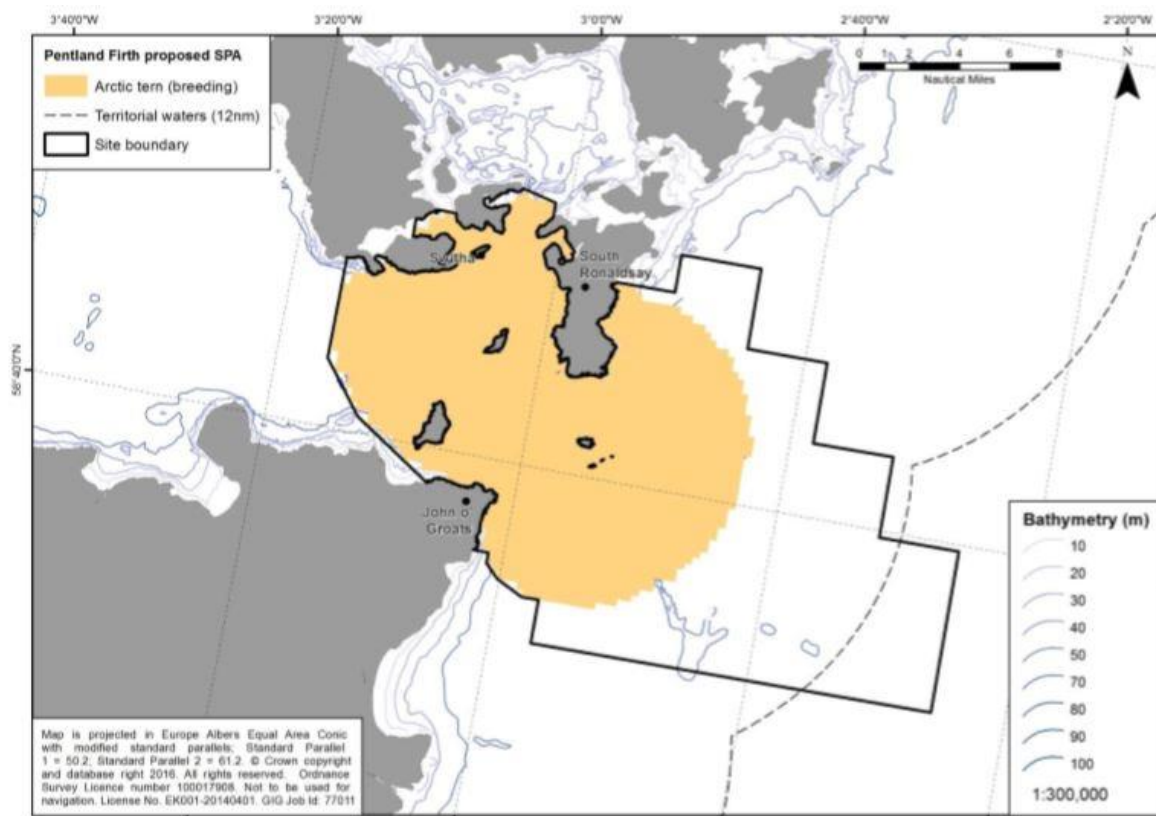 3°40'0"W
3°20'0"W
3°0'0"W
2°40'0"W
2°20'0"W
Pentland Firth proposed SPA
Arctic tern (breeding)
Territorial waters (12nm)
Site boundary
0 1 2 4 6 8
Nautical Miles
N
58°40'0"N
Switha
South
Ronaldsay
John o'
Groats
Bathymetry (m)
10
20
30
40
50
70
80
90
100
1:300,000
Map is projected in Europe Albers Equal Area Conic
with modified standard parallels; Standard Parallel
1 = 50.2; Standard Parallel 2 = 61.2. © Crown copyright
and database right 2016. All rights reserved. Ordnance
Survey Licence number 100017908. Not to be used for
navigation. License No. EK001-20140401. GIG Job Id: 77011